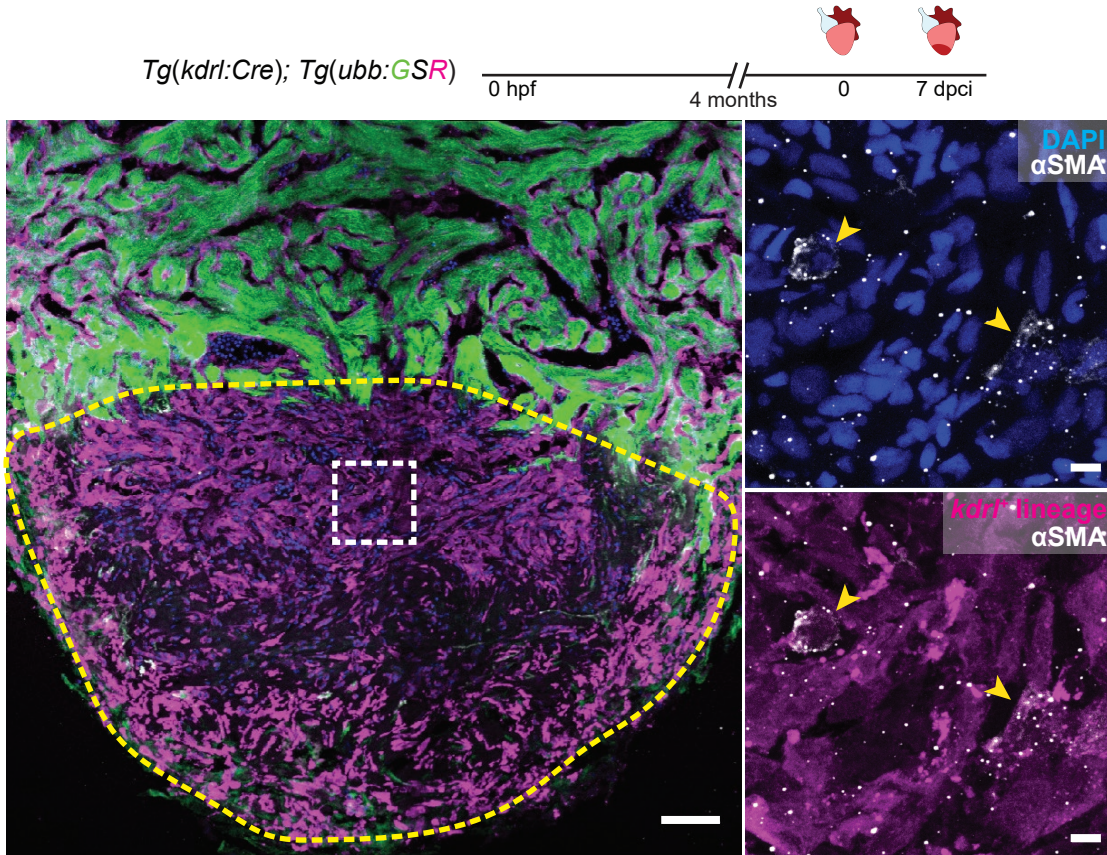 Tg(kdrl:Cre); Tg(ubb:GSR)
0 hpf
4 months
0
7 dpci
DAPI
αSMA
kdrl⁺ lineage
αSMA